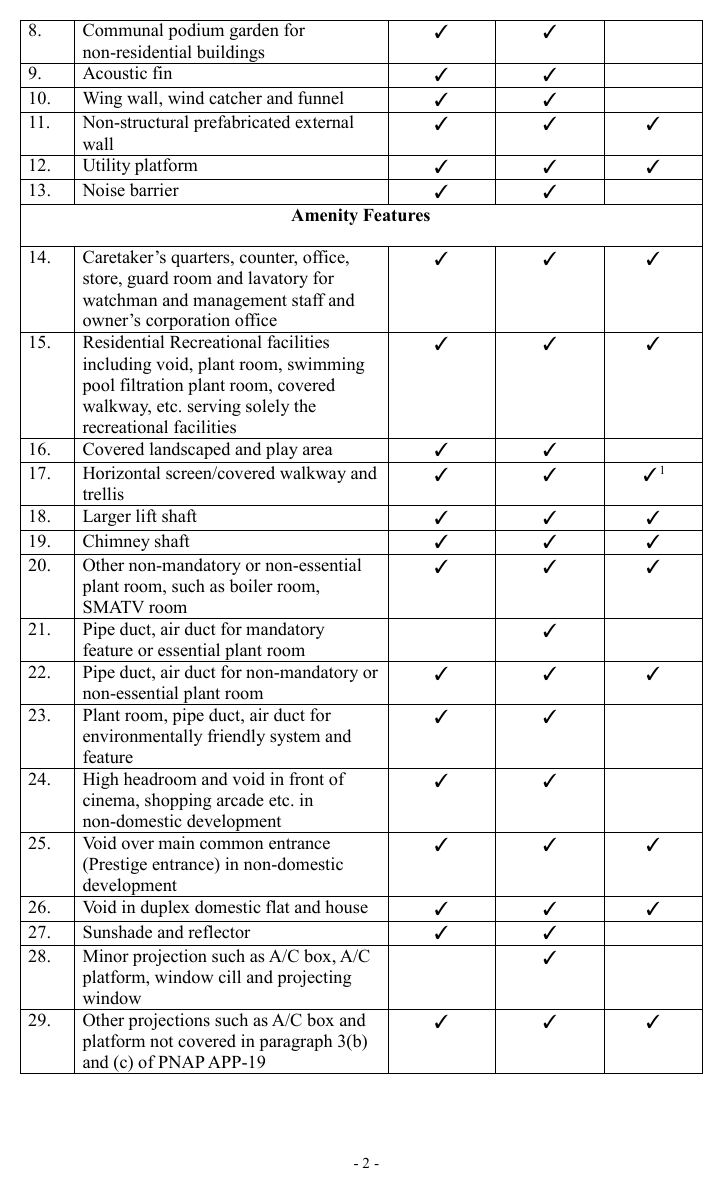 8. Communal podium garden for ✓ ✓
non-residential buildings
9. Acoustic fin ✓ ✓
10. Wing wall, wind catcher and funnel ✓ ✓
11. Non-structural prefabricated external ✓ ✓ ✓
wall
12. Utility platform ✓ ✓ ✓
13. Noise barrier ✓ ✓
Amenity Features
14. Caretaker’s quarters, counter, office, ✓ ✓ ✓
store, guard room and lavatory for
watchman and management staff and
owner’s corporation office
15. Residential Recreational facilities ✓ ✓ ✓
including void, plant room, swimming
pool filtration plant room, covered
walkway, etc. serving solely the
recreational facilities
16. Covered landscaped and play area ✓ ✓
17. Horizontal screen/covered walkway and ✓ ✓ ✓1
trellis
18. Larger lift shaft ✓ ✓ ✓
19. Chimney shaft ✓ ✓ ✓
20. Other non-mandatory or non-essential ✓ ✓ ✓
plant room, such as boiler room,
SMATV room
21. Pipe duct, air duct for mandatory ✓
feature or essential plant room
22. Pipe duct, air duct for non-mandatory or ✓ ✓ ✓
non-essential plant room
23. Plant room, pipe duct, air duct for ✓ ✓
environmentally friendly system and
feature
24. High headroom and void in front of ✓ ✓
cinema, shopping arcade etc. in
non-domestic development
25. Void over main common entrance ✓ ✓ ✓
(Prestige entrance) in non-domestic
development
26. Void in duplex domestic flat and house ✓ ✓ ✓
27. Sunshade and reflector ✓ ✓
28. Minor projection such as A/C box, A/C ✓
platform, window cill and projecting
window
29. Other projections such as A/C box and ✓ ✓ ✓
platform not covered in paragraph 3(b)
and (c) of PNAP APP-19
- 2 -